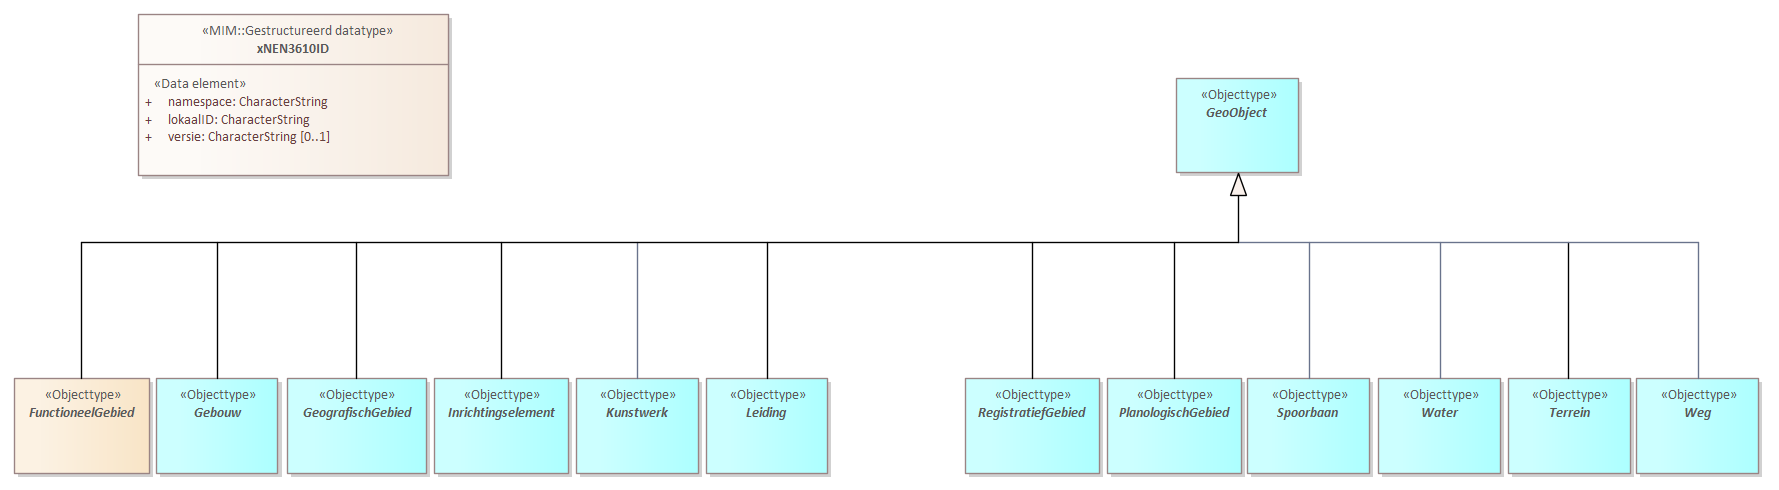 «MIM::Gestructureerd datatype»
xNEN3610ID
«Data element»
+ namespace: CharacterString
+ lokaalID: CharacterString
+ versie: CharacterString [0..1]
«Objecttype»
GeoObject
«Objecttype»
FunctioneelGebied
«Objecttype»
Gebouw
«Objecttype»
GeografischGebied
«Objecttype»
Inrichtingselement
«Objecttype»
Kunstwerk
«Objecttype»
Leiding
«Objecttype»
RegistratiefGebied
«Objecttype»
PlanologischGebied
«Objecttype»
Spoorbaan
«Objecttype»
Water
«Objecttype»
Terrein
«Objecttype»
Weg